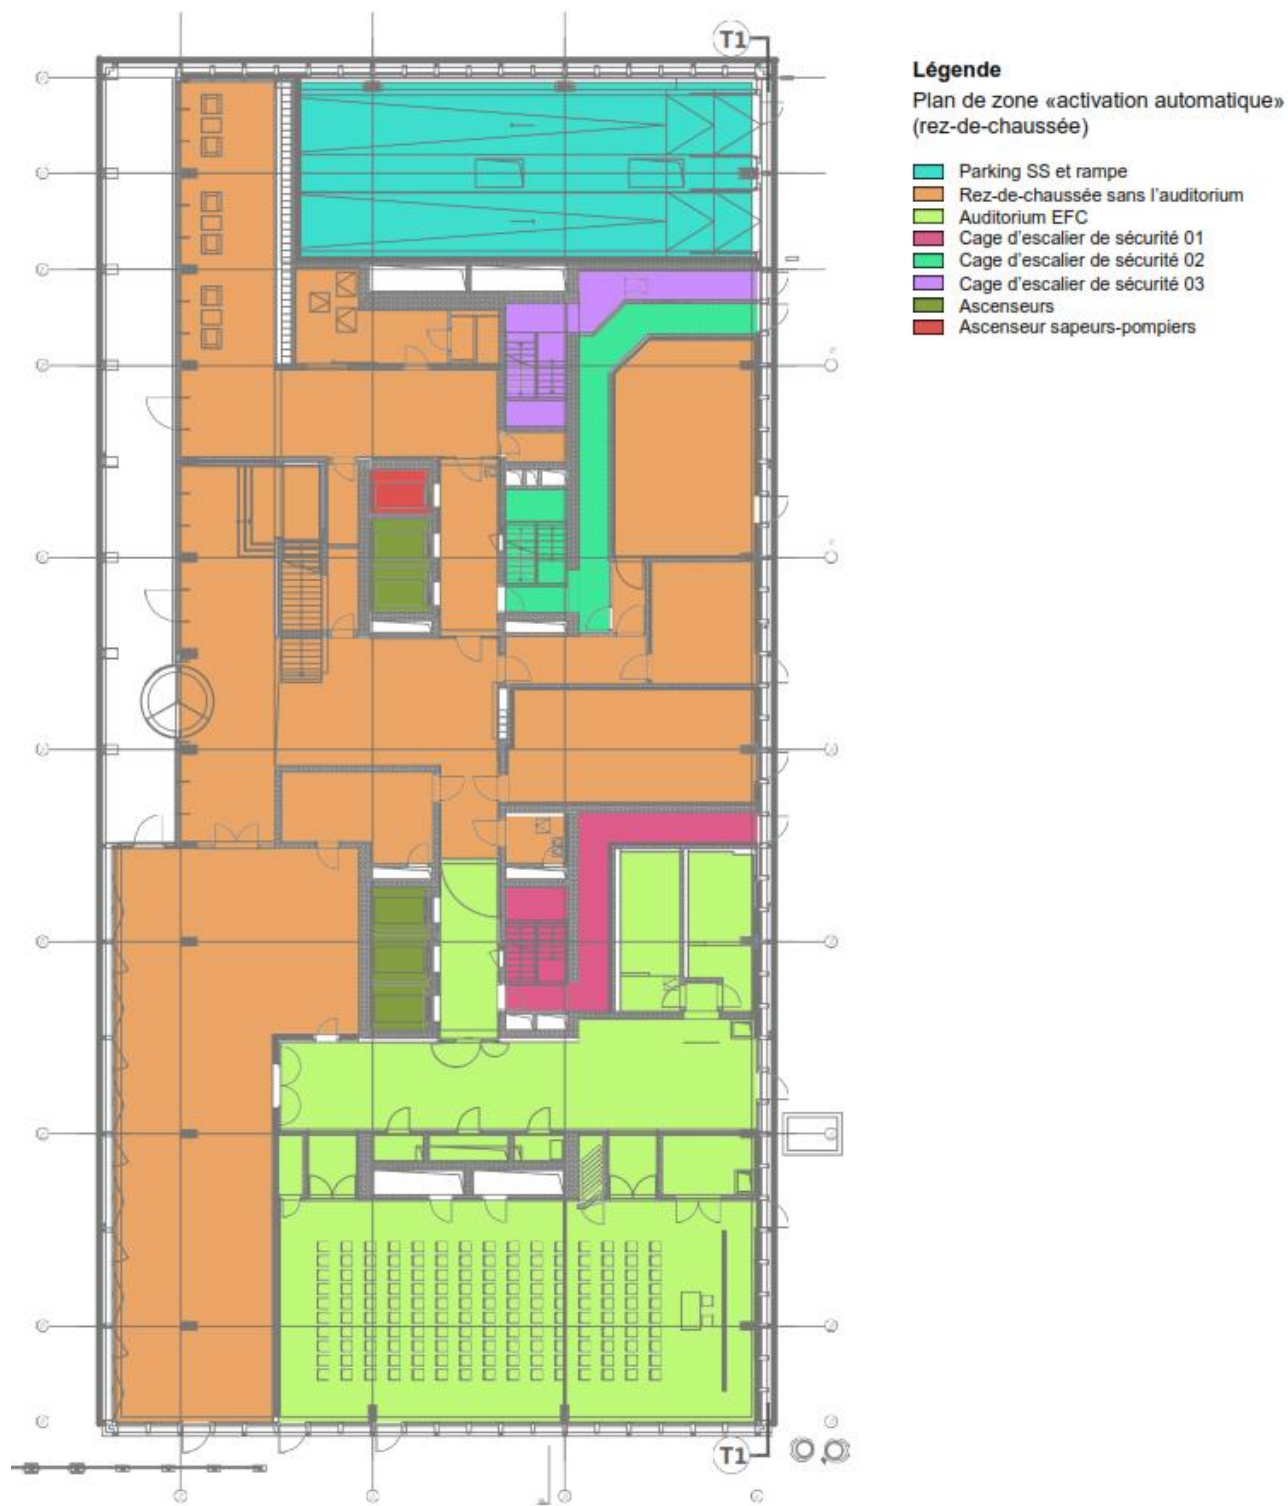 T1
Légende
Plan de zone «activation automatique»
(rez-de-chaussée)
Parking SS et rampe
Rez-de-chaussée sans l'auditorium
Auditorium EFC
Cage d'escalier de sécurité 01
Cage d'escalier de sécurité 02
Cage d'escalier de sécurité 03
Ascenseurs
Ascenseur sapeurs-pompiers
T1